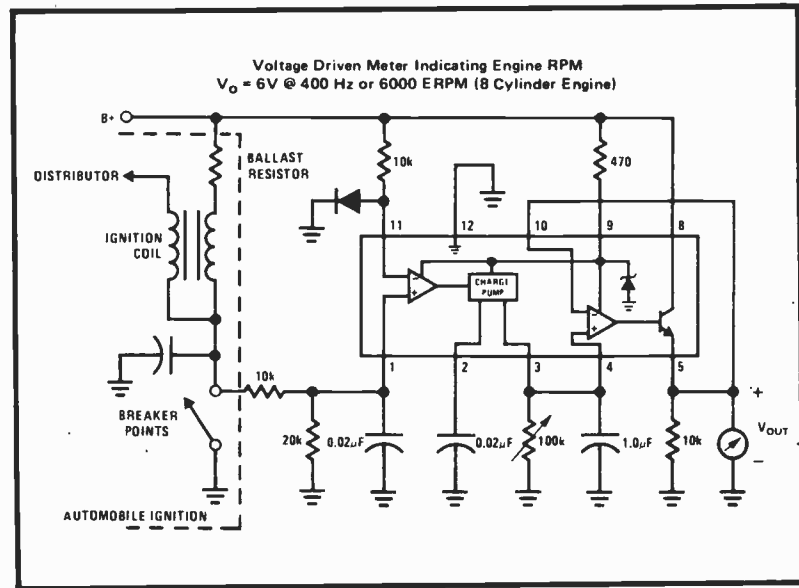 Voltage Driven Meter Indicating Engine RPM
VO = 6V @ 400 Hz or 6000 ERPM (8 Cylinder Engine)
B+
BALLAST
RESISTOR
10k
470
DISTRIBUTOR
IGNITION
COIL
11
12
10
9
8
-
+
CHARGE
PUMP
-
+
1
2
3
4
5
10k
BREAKER
POINTS
20k
0.02µF
0.02µF
100k
1.0µF
10k
+
VOUT
-
AUTOMOBILE IGNITION